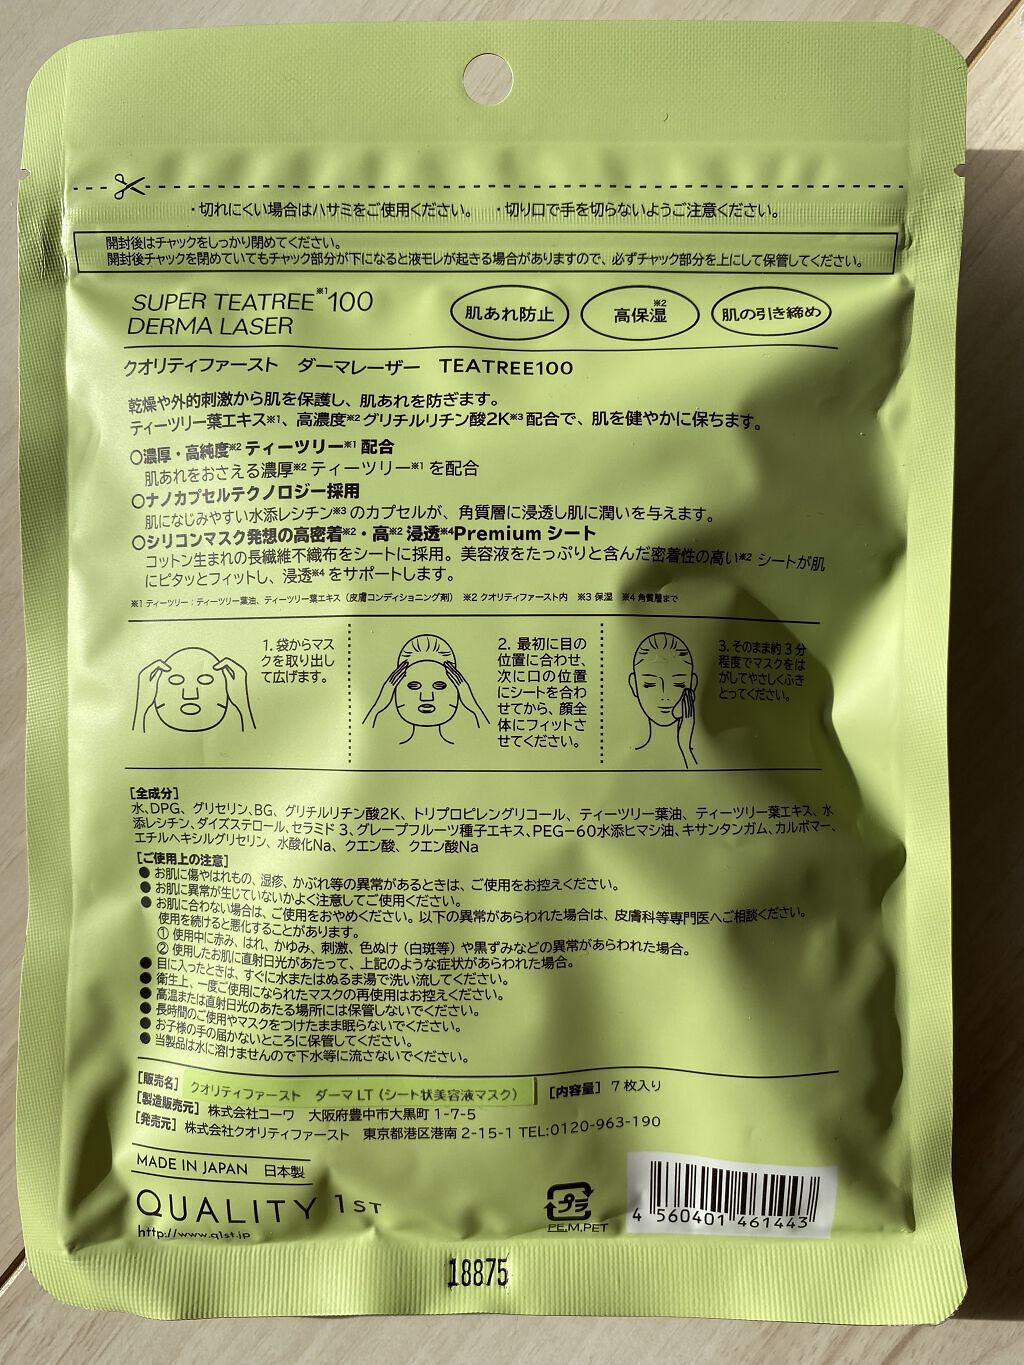 ・切れにくい場合はハサミをご使用ください。 ・切り口で手を切らないようご注意ください。
開封後はチャックをしっかり閉めてください。
開封後チャックを閉めていてもチャック部分が下になると液モレが起きる場合がありますので、必ずチャック部分を上にして保管してください。
SUPER TEATREE※1 100
DERMA LASER
肌あれ防止
高保湿※2
肌の引き締め
クオリティファースト ダーマレーザー TEATREE100
乾燥や外的刺激から肌を保護し、肌あれを防ぎます。
ティーツリー葉エキス※1、高濃度※2グリチルリチン酸2K※3配合で、肌を健やかに保ちます。
○濃厚・高純度※2ティーツリー※1配合
肌あれをおさえる濃厚※2ティーツリー※1を配合
○ナノカプセルテクノロジー採用
肌になじみやすい水添レシチン※3のカプセルが、角質層に浸透し肌に潤いを与えます。
○シリコンマスク発想の高密着※2・高※2浸透※4Premiumシート
コットン生まれの長繊維不織布をシートに採用。美容液をたっぷりと含んだ密着性の高い※2シートが肌
にピタッとフィットし、浸透※4をサポートします。
※1 ティーツリー：ティーツリー葉油、ティーツリー葉エキス（皮膚コンディショニング剤） ※2 クオリティファースト内 ※3 保湿 ※4 角質層まで
1. 袋からマス
クを取り出し
て広げます。
2. 最初に目の
位置に合わせ、
次に口の位置
にシートを合わ
せてから、顔全
体にフィットさ
せてください。
3. そのまま約3分
程度でマスクをは
がしてやさしくふき
とってください。
[全成分]
水、DPG、グリセリン、BG、グリチルリチン酸2K、トリプロピレングリコール、ティーツリー葉油、ティーツリー葉エキス、水
添レシチン、ダイズステロール、セラミド3、グレープフルーツ種子エキス、PEG－60水添ヒマシ油、キサンタンガム、カルボマー、
エチルヘキシルグリセリン、水酸化Na、クエン酸、クエン酸Na
[ご使用上の注意]
●お肌に傷やはれもの、湿疹、かぶれ等の異常があるときは、ご使用をお控えください。
●お肌に異常が生じていないかよく注意してご使用ください。
●お肌に合わない場合は、ご使用をおやめください。以下の異常があらわれた場合は、皮膚科等専門医へご相談ください。
使用を続けると悪化することがあります。
① 使用中に赤み、はれ、かゆみ、刺激、色ぬけ（白斑等）や黒ずみなどの異常があらわれた場合。
② 使用したお肌に直射日光があたって、上記のような症状があらわれた場合。
●目に入ったときは、すぐに水またはぬるま湯で洗い流してください。
●衛生上、一度ご使用になられたマスクの再使用はお控えください。
●高温または直射日光のあたる場所には保管しないでください。
●長時間のご使用やマスクをつけたまま眠らないでください。
●お子様の手の届かないところに保管してください。
●当製品は水に溶けませんので下水等に流さないでください。
[販売名] クオリティファースト ダーマ LT（シート状美容液マスク） [内容量] 7枚入り
[製造販売元] 株式会社コーワ 大阪府豊中市大黒町 1-7-5
[発売元] 株式会社クオリティファースト 東京都港区港南 2-15-1 TEL:0120-963-190
MADE IN JAPAN 日本製
QUALITY 1ST
http://www.q1st.jp
プラ
PE,M,PET
4 560401 461443
18875